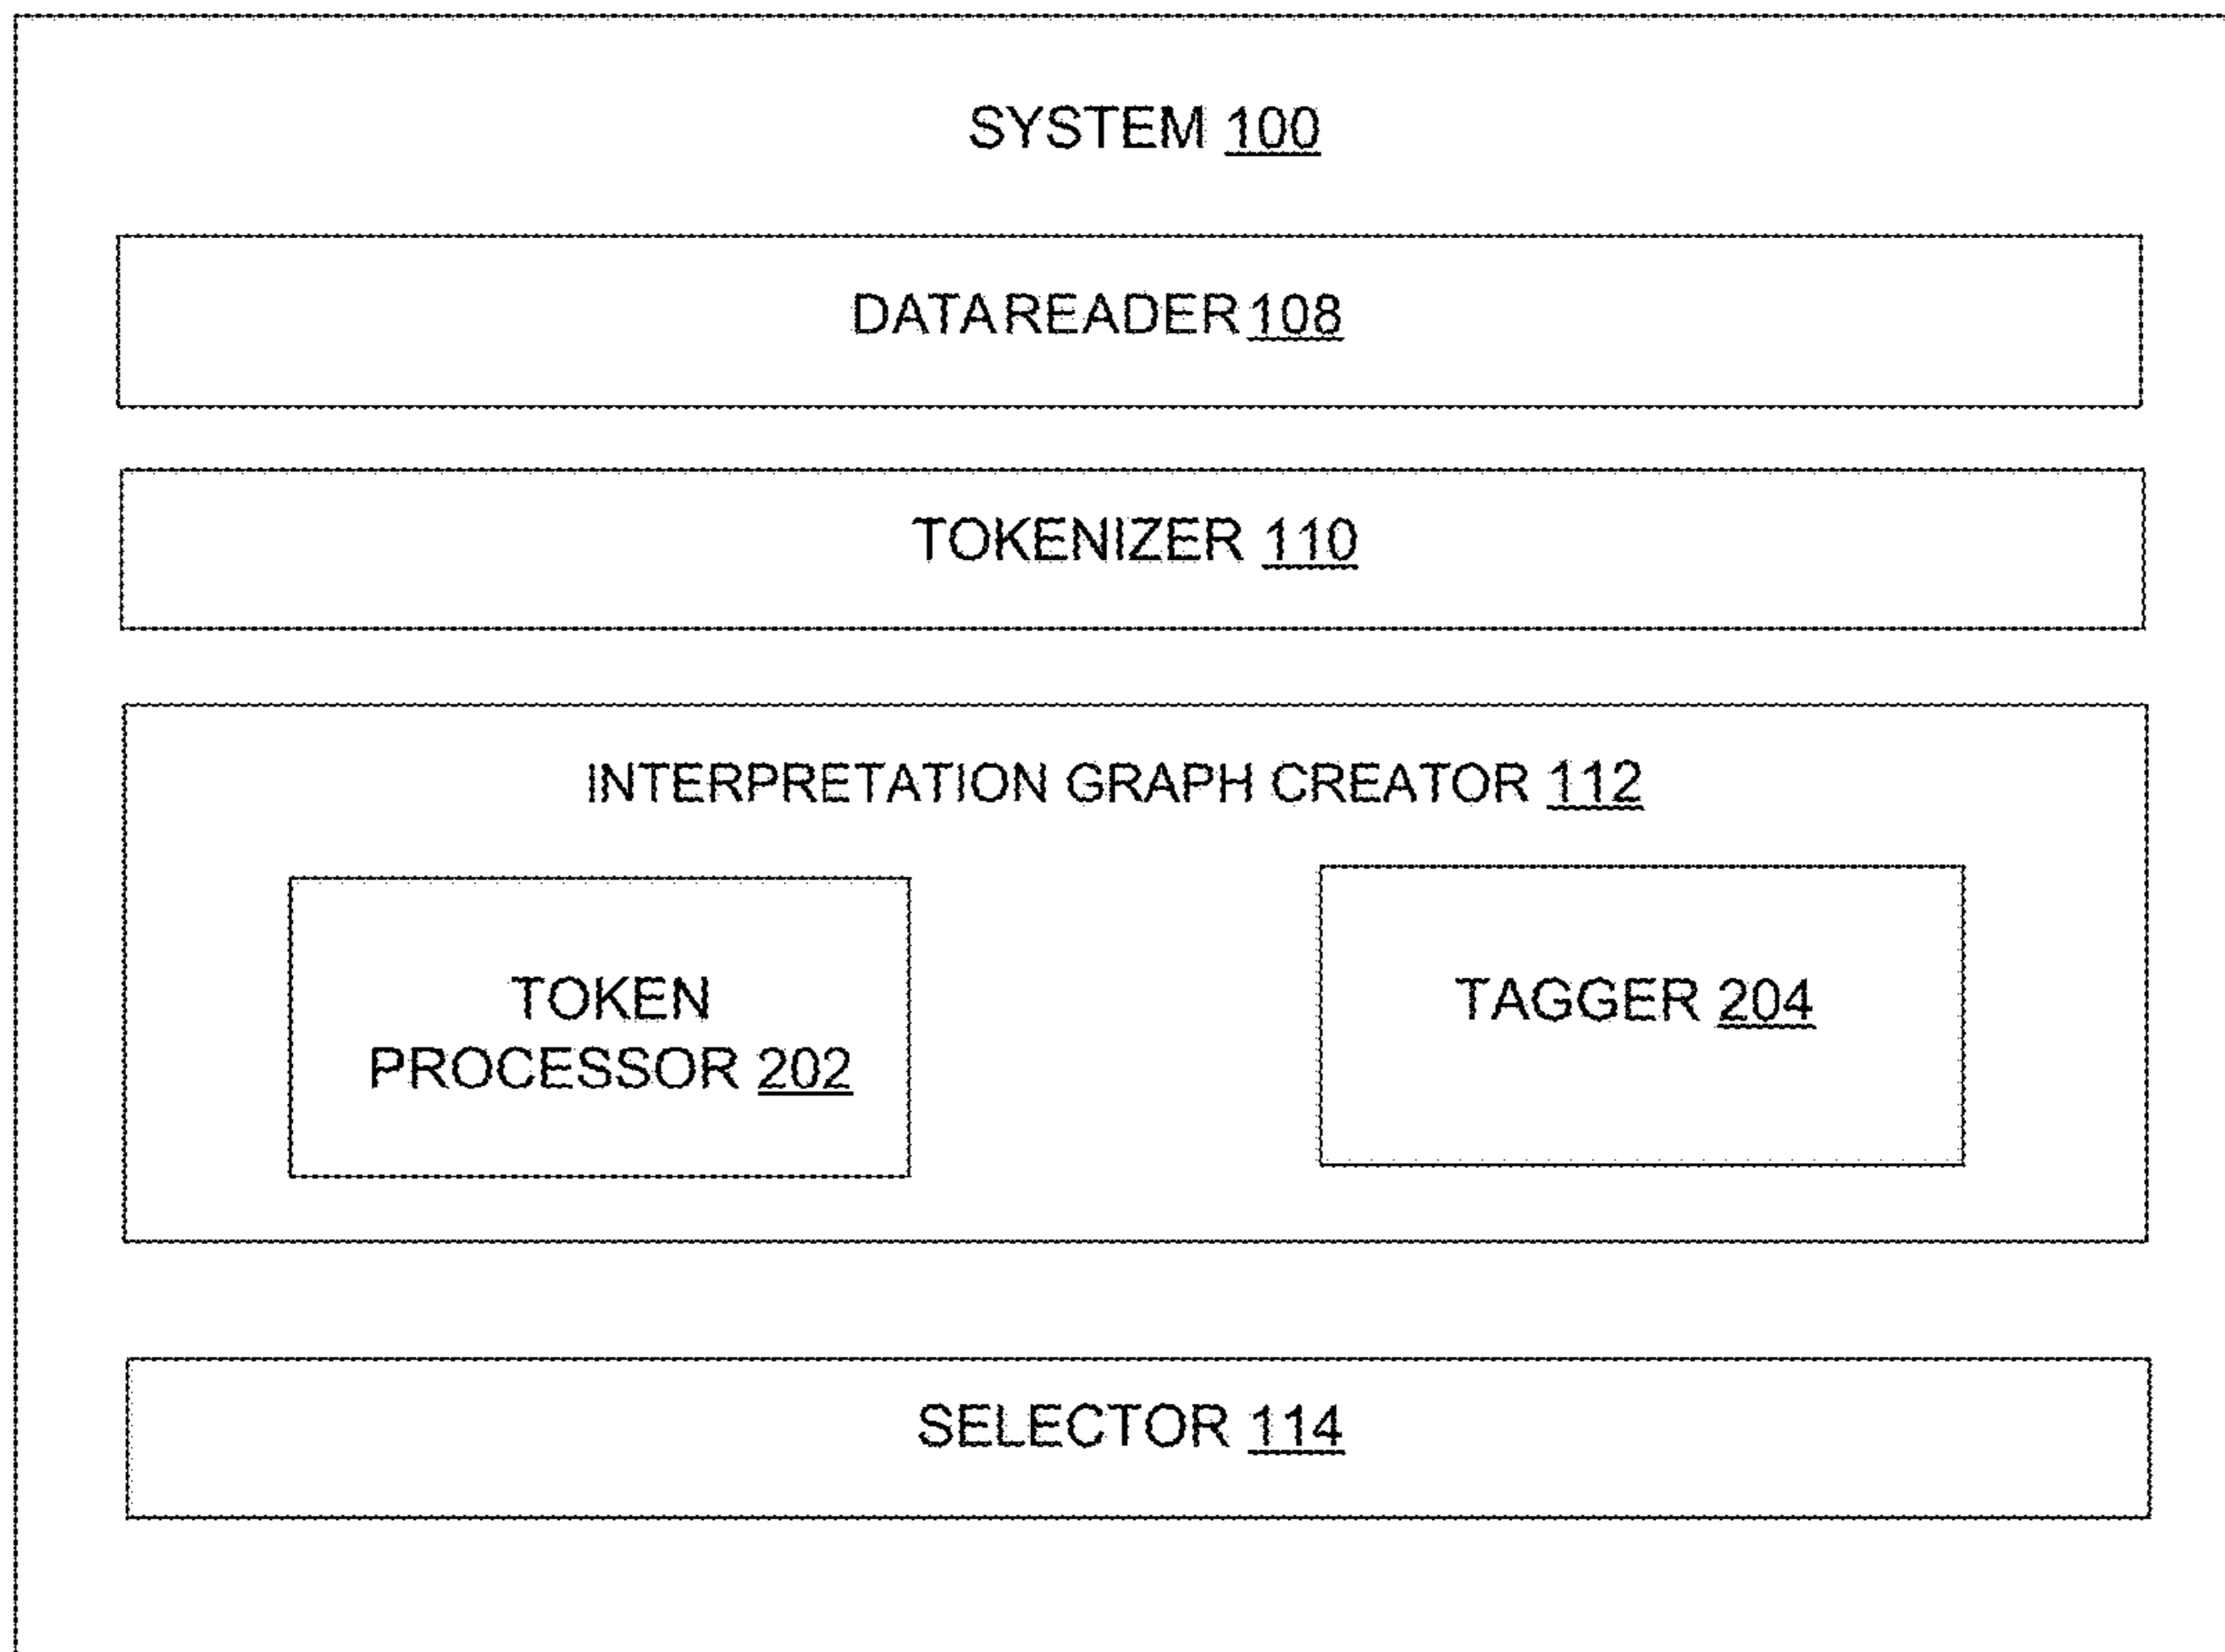 SYSTEM 100
DATAREADER 108
TOKENIZER 110
INTERPRETATION GRAPH CREATOR 112
TOKEN
PROCESSOR 202
TAGGER 204
SELECTOR 114